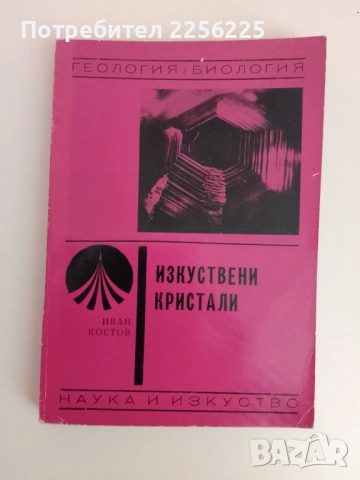 Потребител 2256225
ГЕОЛОГИЯ/БИОЛОГИЯ
ИЗКУСТВЕНИ
КРИСТАЛИ
ИВАН
КОСТОВ
НАУКА И ИЗКУСТВО
BAZAR